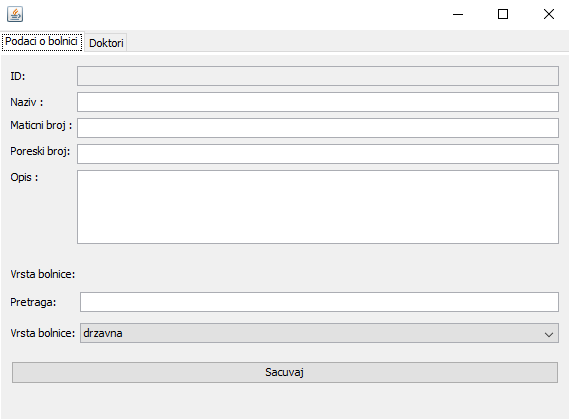 Podaci o bolnici Doktori
ID:
Naziv :
Maticni broj :
Poreski broj:
Opis :
Vrsta bolnice:
Pretraga:
Vrsta bolnice: drzavna
Sacuvaj